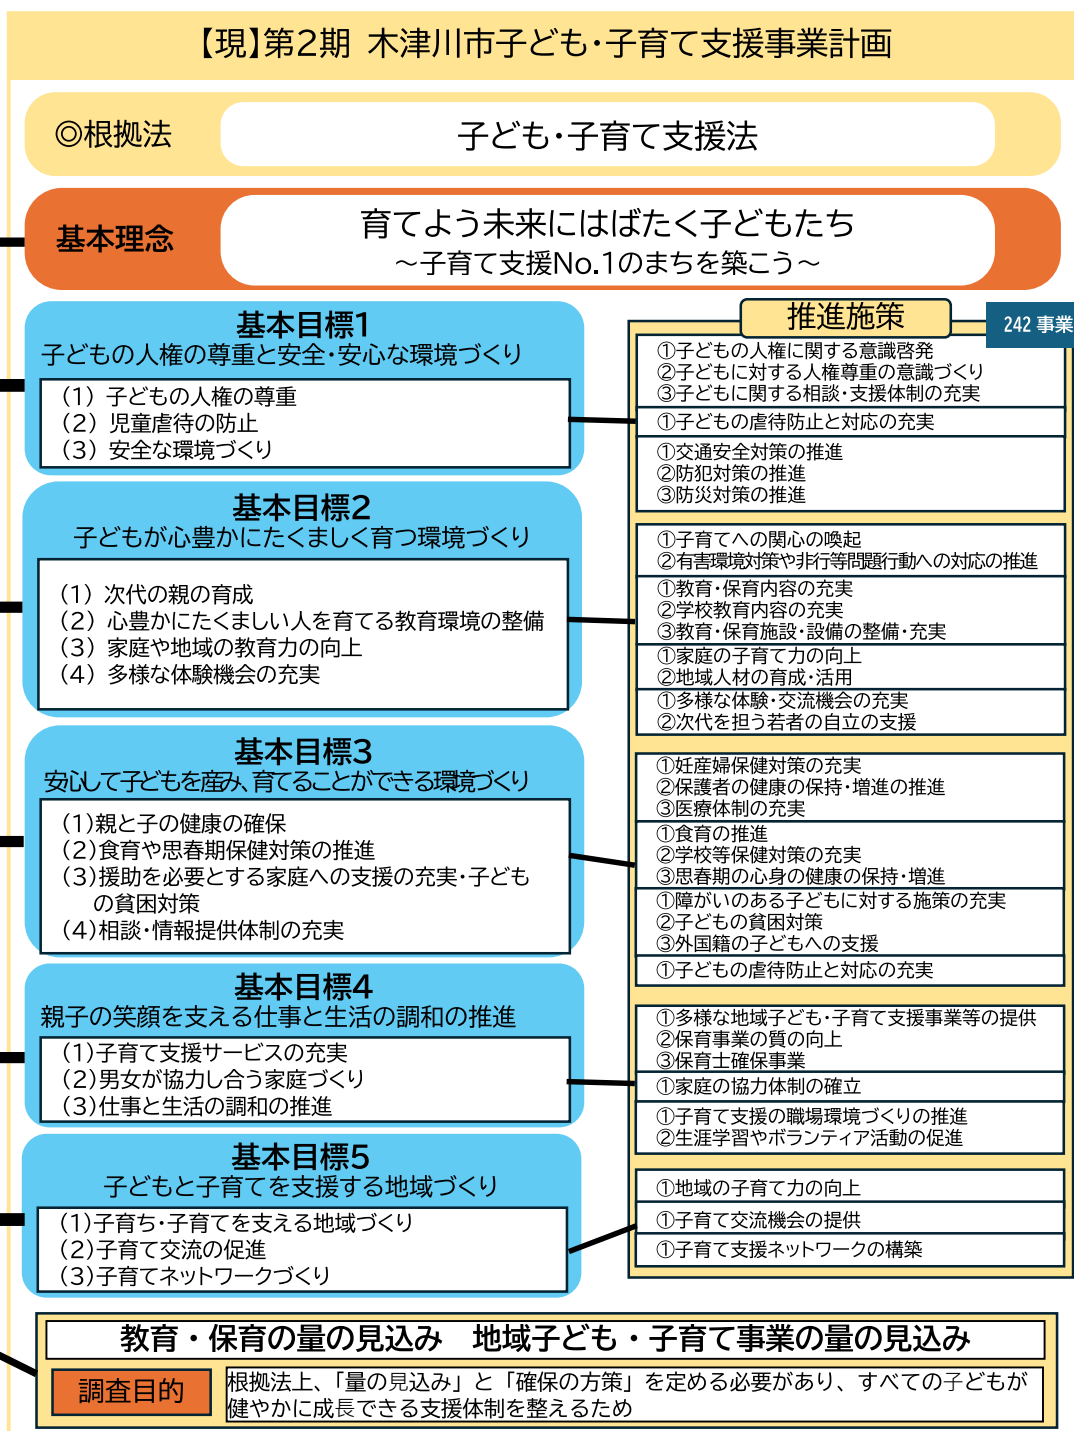 【現】第2期 木津川市子ども・子育て支援事業計画
◎根拠法
子ども・子育て支援法
基本理念
育てよう未来にはばたく子どもたち
～子育て支援No.1のまちを築こう～
基本目標1
子どもの人権の尊重と安全・安心な環境づくり
(1) 子どもの人権の尊重
(2) 児童虐待の防止
(3) 安全な環境づくり
基本目標2
子どもが心豊かにたくましく育つ環境づくり
(1) 次代の親の育成
(2) 心豊かにたくましい人を育てる教育環境の整備
(3) 家庭や地域の教育力の向上
(4) 多様な体験機会の充実
基本目標3
安心して子どもを産み、育てることができる環境づくり
(1)親と子の健康の確保
(2)食育や思春期保健対策の推進
(3)援助を必要とする家庭への支援の充実・子ども
の貧困対策
(4)相談・情報提供体制の充実
基本目標4
親子の笑顔を支える仕事と生活の調和の推進
(1)子育て支援サービスの充実
(2)男女が協力し合う家庭づくり
(3)仕事と生活の調和の推進
基本目標5
子どもと子育てを支援する地域づくり
(1)子育ち・子育てを支える地域づくり
(2)子育て交流の促進
(3)子育てネットワークづくり
推進施策
242 事業
①子どもの人権に関する意識啓発
②子どもに対する人権尊重の意識づくり
③子どもに関する相談・支援体制の充実
①子どもの虐待防止と対応の充実
①交通安全対策の推進
②防犯対策の推進
③防災対策の推進
①子育てへの関心の喚起
②有害環境対策や非行等問題行動への対応の推進
①教育・保育内容の充実
②学校教育内容の充実
③教育・保育施設・設備の整備・充実
①家庭の子育て力の向上
②地域人材の育成・活用
①多様な体験・交流機会の充実
②次代を担う若者の自立の支援
①妊産婦保健対策の充実
②保護者の健康の保持・増進の推進
③医療体制の充実
①食育の推進
②学校等保健対策の充実
③思春期の心身の健康の保持・増進
①障がいのある子どもに対する施策の充実
②子どもの貧困対策
③外国籍の子どもへの支援
①子どもの虐待防止と対応の充実
①多様な地域子ども・子育て支援事業等の提供
②保育事業の質の向上
③保育士確保事業
①家庭の協力体制の確立
①子育て支援の職場環境づくりの推進
②生涯学習やボランティア活動の促進
①地域の子育て力の向上
①子育て交流機会の提供
①子育て支援ネットワークの構築
教育・保育の量の見込み　地域子ども・子育て事業の量の見込み
調査目的
根拠法上、「量の見込み」と「確保の方策」を定める必要があり、すべての子どもが
健やかに成長できる支援体制を整えるため